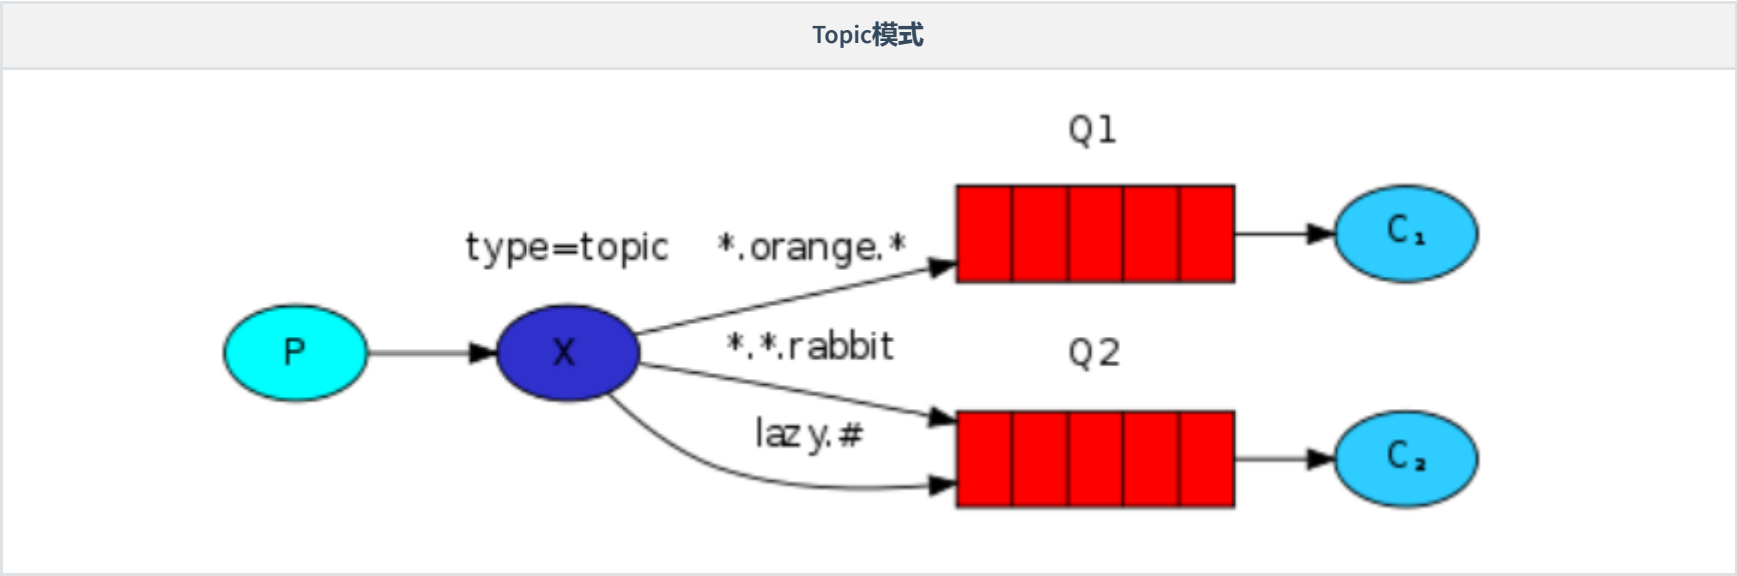 Topic模式
Q1
type=topic
*.orange.*
C₁
P
X
*.*.rabbit
Q2
lazy.#
C₂